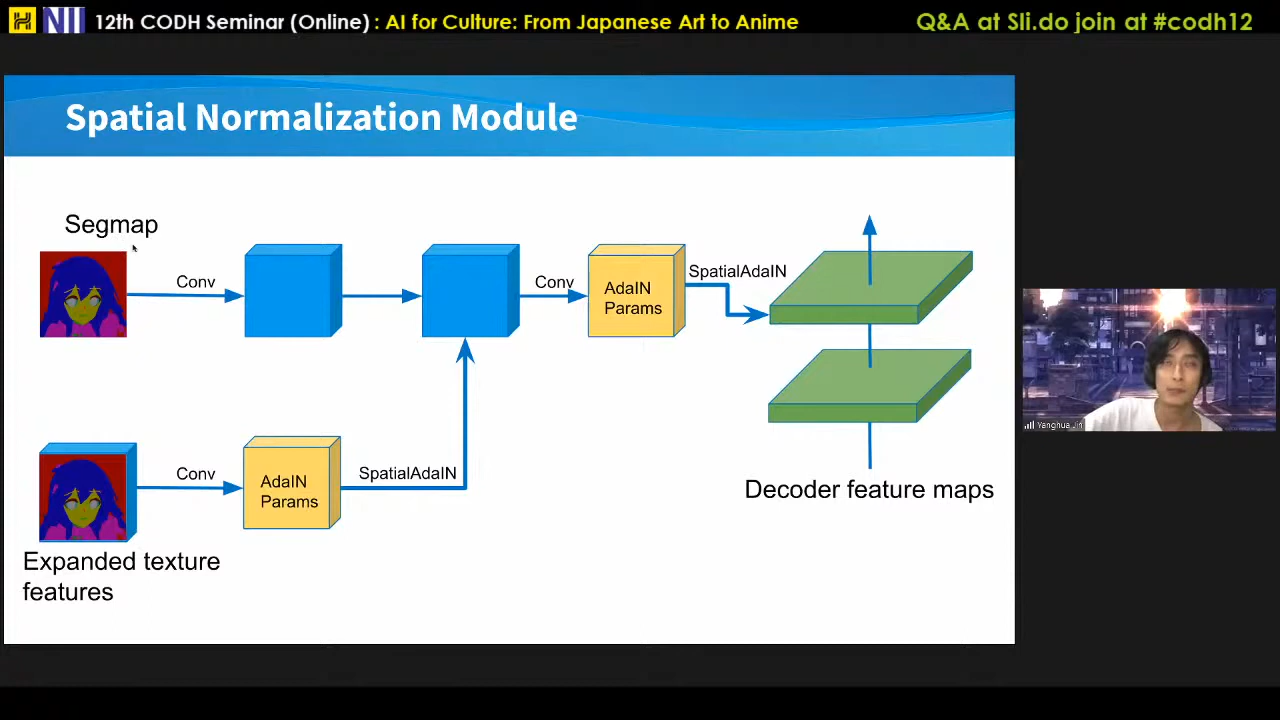 NII 12th CODH Seminar (Online) : AI for Culture: From Japanese Art to Anime
Q&A at Sli.do join at #codh12
Spatial Normalization Module
Segmap
Conv
Conv
AdaIN
Params
SpatialAdaIN
Conv
AdaIN
Params
SpatialAdaIN
Expanded texture
features
Decoder feature maps
Yanghua Jin